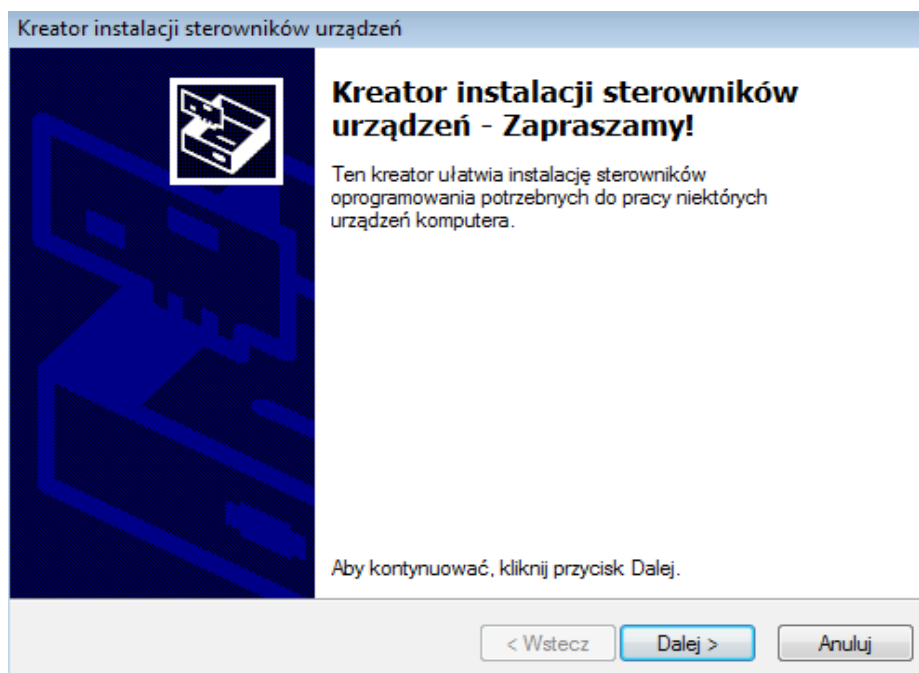 Kreator instalacji sterowników urządzeń
Kreator instalacji sterowników
urządzeń - Zapraszamy!
Ten kreator ułatwia instalację sterowników
oprogramowania potrzebnych do pracy niektórych
urządzeń komputera.
Aby kontynuować, kliknij przycisk Dalej.
< Wstecz
Dalej >
Anuluj